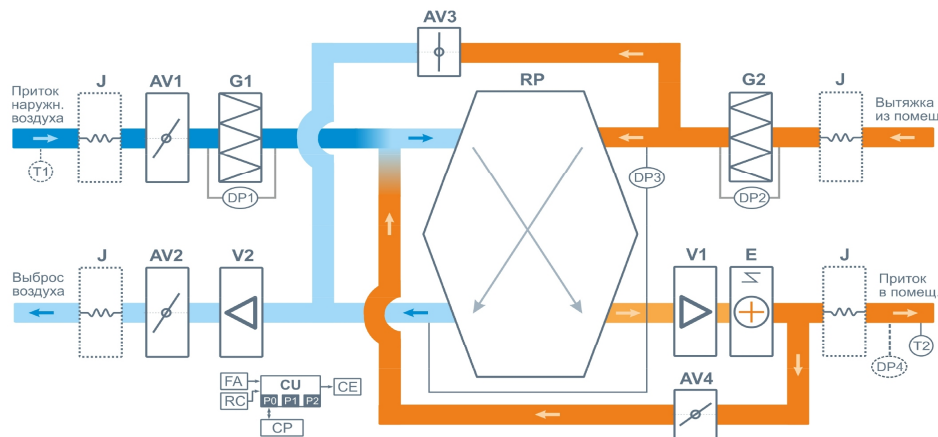 AV3
J
AV1
G1
RP
G2
J
Приток
наружн.
воздуха
Вытяжка
из помещ
T1
DP1
DP3
DP2
J
AV2
V2
V1
E
J
Выброс
воздуха
Приток
в помещ
T2
DP4
FA
RC
CU
P0 P1 P2
CE
CP
AV4